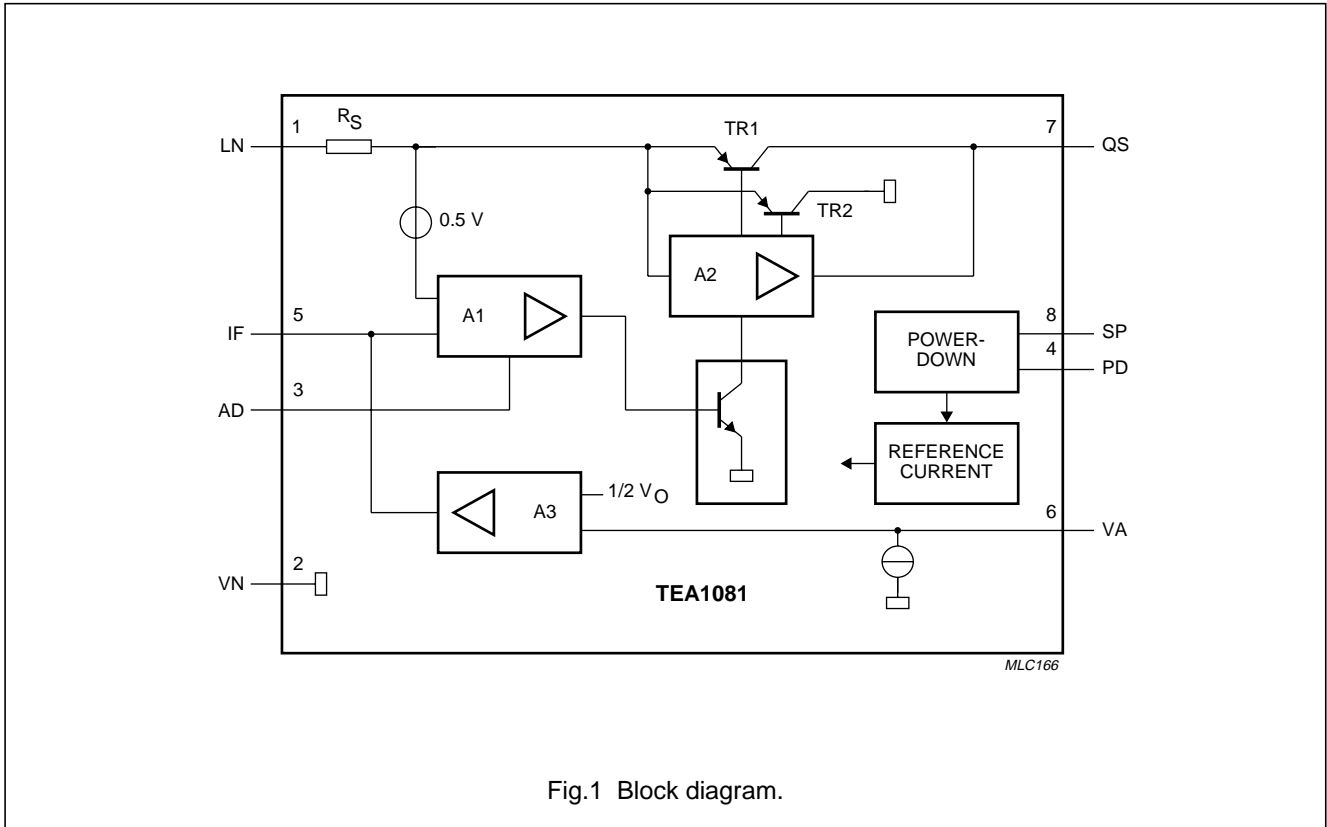 R_S
TR1
1
7
LN
QS
TR2
0.5 V
A2
A1
5
IF
8
POWER-
DOWN
SP
4
PD
3
AD
REFERENCE
CURRENT
1/2 V_O
A3
6
VA
2
VN
TEA1081
MLC166
Fig.1 Block diagram.